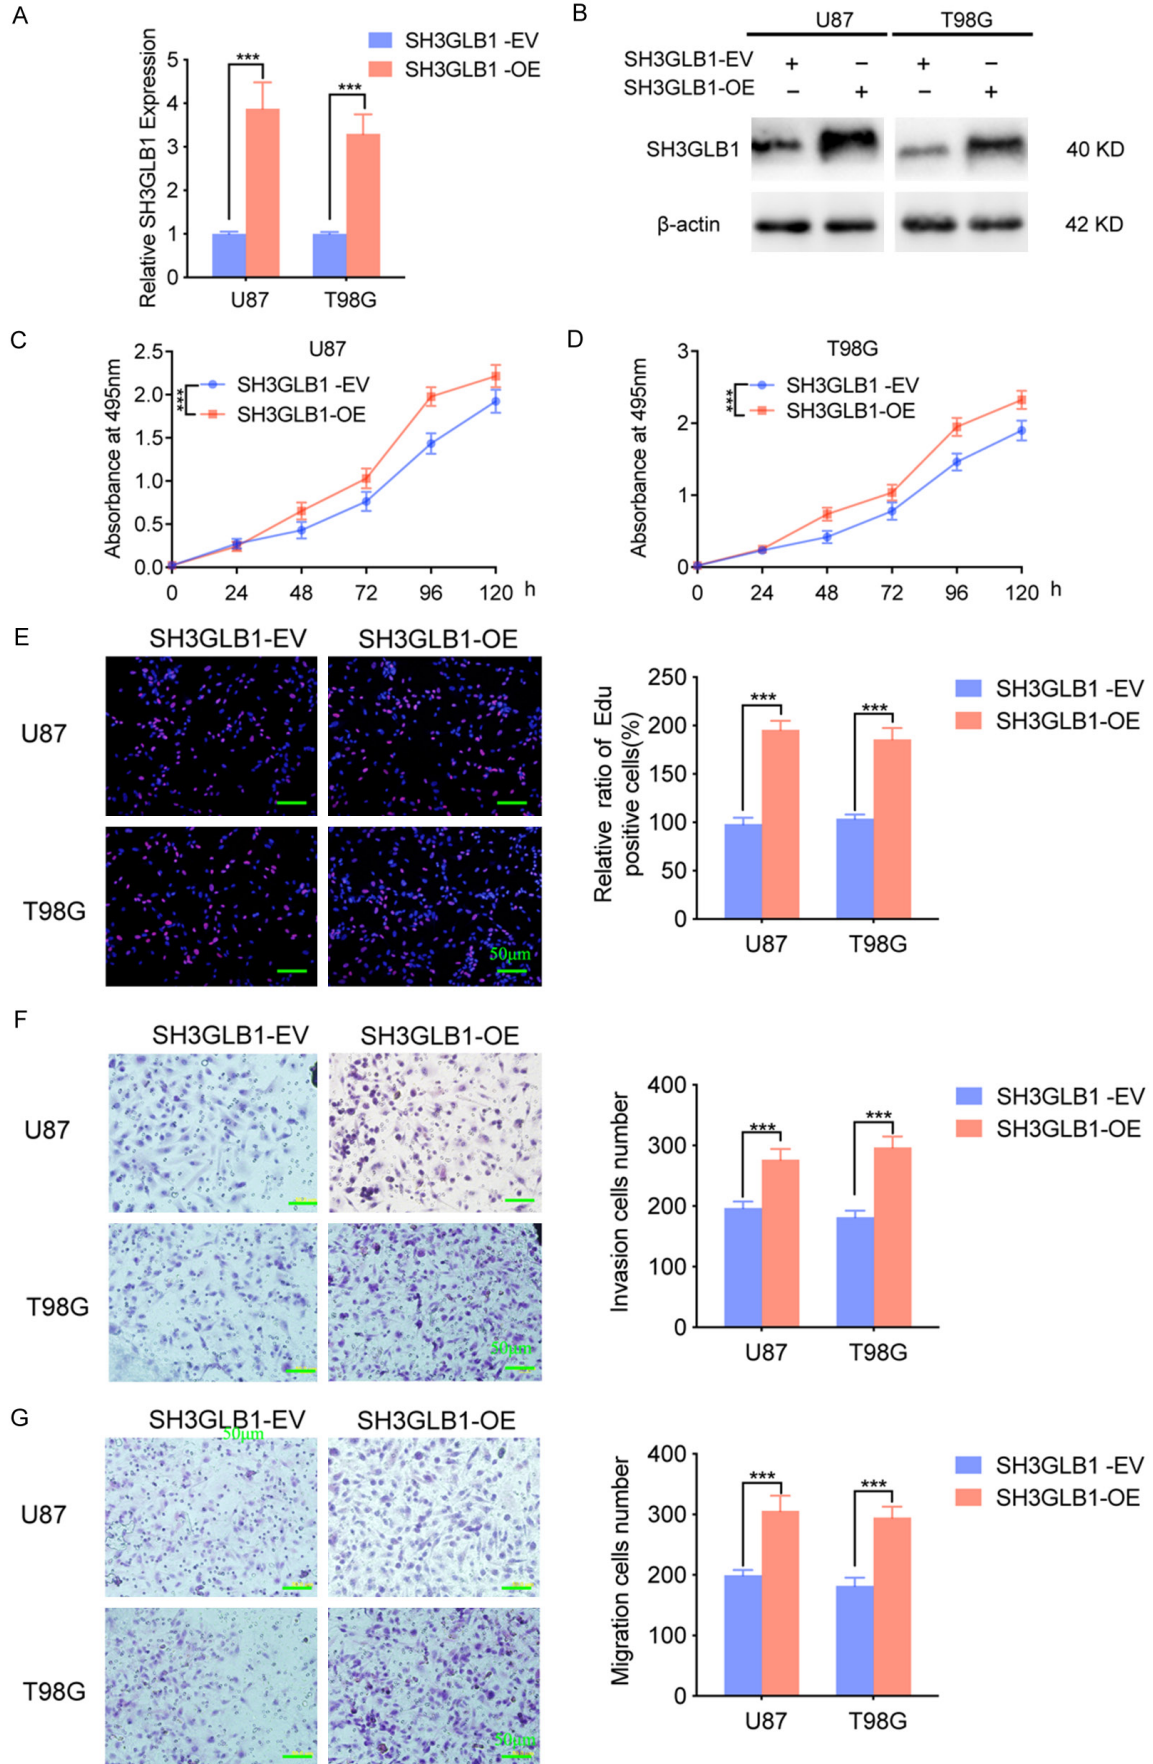 A
SH3GLB1 -EV
SH3GLB1 -OE
Relative SH3GLB1 Expression
5
4
3
2
1
0
***
***
U87
T98G
B
U87
T98G
SH3GLB1-EV
+
–
+
–
SH3GLB1-OE
–
+
–
+
SH3GLB1
40 KD
β-actin
42 KD
C
U87
Absorbance at 495nm
2.5
2.0
1.5
1.0
0.5
0.0
***
SH3GLB1 -EV
SH3GLB1-OE
0
24
48
72
96
120
h
D
T98G
Absorbance at 495nm
3
2
1
0
***
SH3GLB1 -EV
SH3GLB1-OE
0
24
48
72
96
120
h
E
SH3GLB1-EV
SH3GLB1-OE
U87
T98G
50μm
Relative ratio of Edu
positive cells(%)
250
200
150
100
50
0
***
***
U87
T98G
SH3GLB1 -EV
SH3GLB1-OE
F
SH3GLB1-EV
SH3GLB1-OE
U87
T98G
50μm
Invasion cells number
400
300
200
100
0
***
***
U87
T98G
SH3GLB1 -EV
SH3GLB1-OE
G
SH3GLB1-EV
SH3GLB1-OE
50μm
U87
T98G
50μm
Migration cells number
400
300
200
100
0
***
***
U87
T98G
SH3GLB1 -EV
SH3GLB1-OE